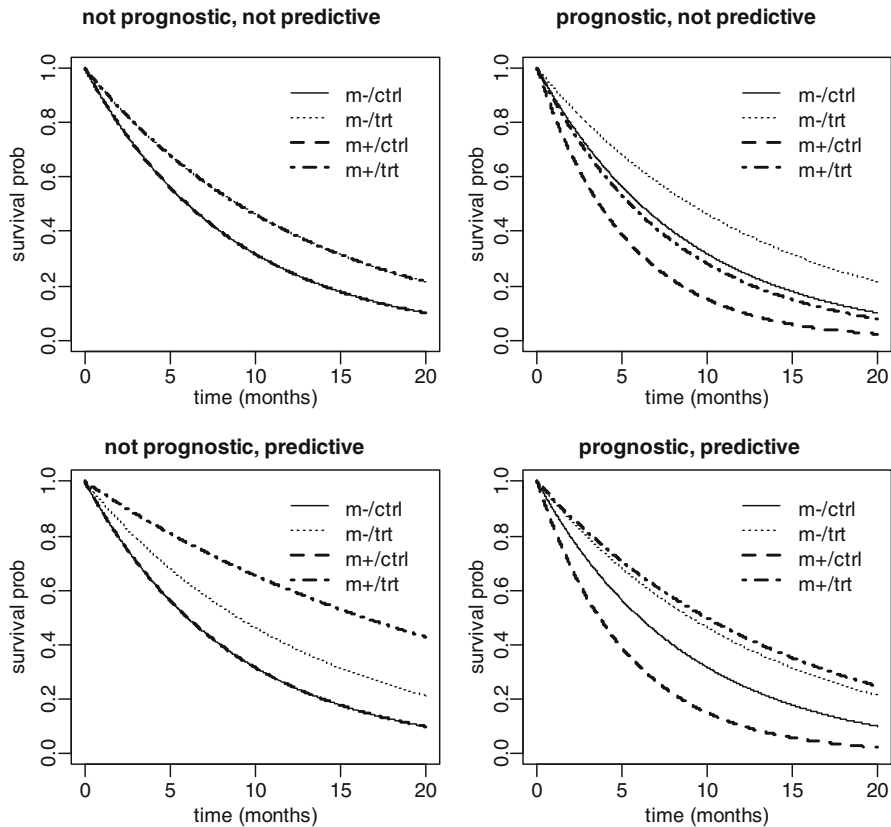 not prognostic, not predictive
survival prob
1.0
0.8
0.6
0.4
0.2
0.0
m-/ctrl
m-/trt
m+/ctrl
m+/trt
0 5 10 15 20
time (months)
prognostic, not predictive
survival prob
1.0
0.8
0.6
0.4
0.2
0.0
m-/ctrl
m-/trt
m+/ctrl
m+/trt
0 5 10 15 20
time (months)
not prognostic, predictive
survival prob
1.0
0.8
0.6
0.4
0.2
0.0
m-/ctrl
m-/trt
m+/ctrl
m+/trt
0 5 10 15 20
time (months)
prognostic, predictive
survival prob
1.0
0.8
0.6
0.4
0.2
0.0
m-/ctrl
m-/trt
m+/ctrl
m+/trt
0 5 10 15 20
time (months)